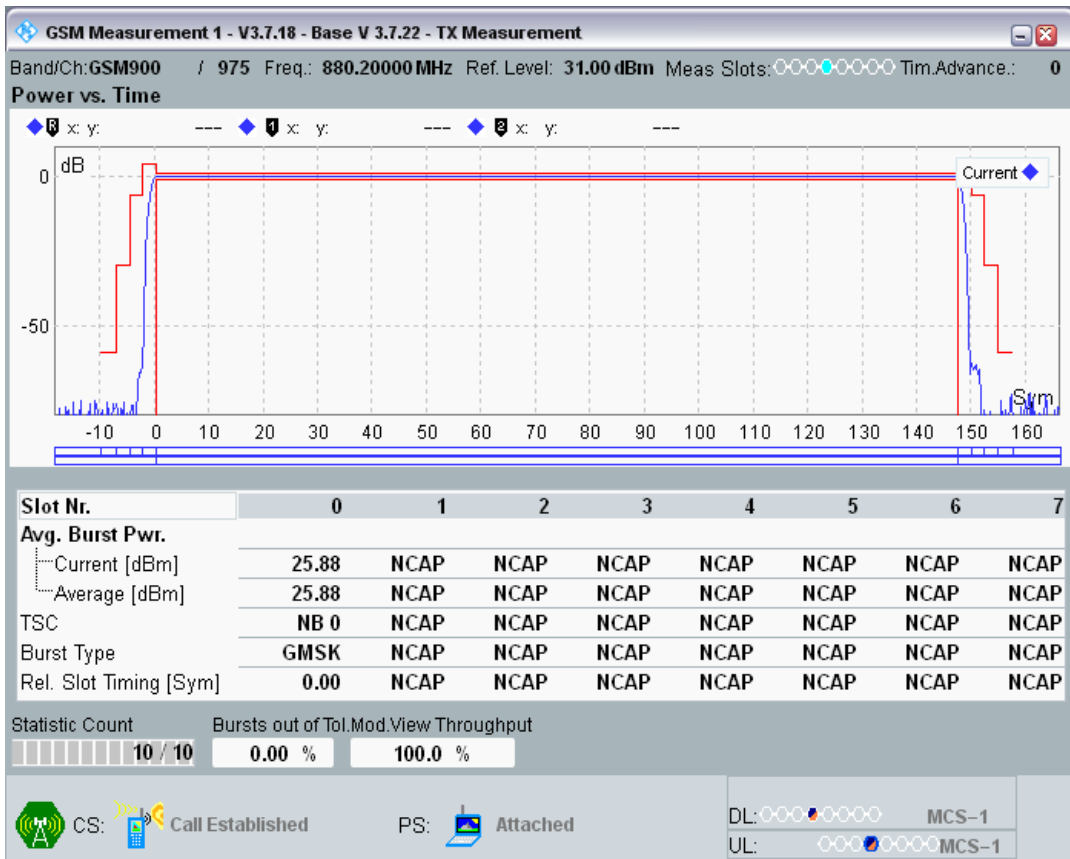 GSM Measurement 1 - V3.7.18 - Base V 3.7.22 - TX Measurement
Band/Ch:GSM900 / 975 Freq.: 880.20000 MHz Ref. Level: 31.00 dBm Meas Slots: Tim.Advance.: 0
Power vs. Time
R x: y: --- 1 x: y: --- 2 x: y: ---
dB
Current
0
-50
Sym
-10 0 10 20 30 40 50 60 70 80 90 100 110 120 130 140 150 160
Slot Nr. 0 1 2 3 4 5 6 7
Avg. Burst Pwr.
Current [dBm] 25.88 NCAP NCAP NCAP NCAP NCAP NCAP NCAP
Average [dBm] 25.88 NCAP NCAP NCAP NCAP NCAP NCAP NCAP
TSC NB 0 NCAP NCAP NCAP NCAP NCAP NCAP NCAP
Burst Type GMSK NCAP NCAP NCAP NCAP NCAP NCAP NCAP
Rel. Slot Timing [Sym] 0.00 NCAP NCAP NCAP NCAP NCAP NCAP NCAP
Statistic Count Bursts out of Tol.Mod.View Throughput
10 / 10 0.00 % 100.0 %
CS: Call Established PS: Attached
DL: MCS-1
UL: MCS-1